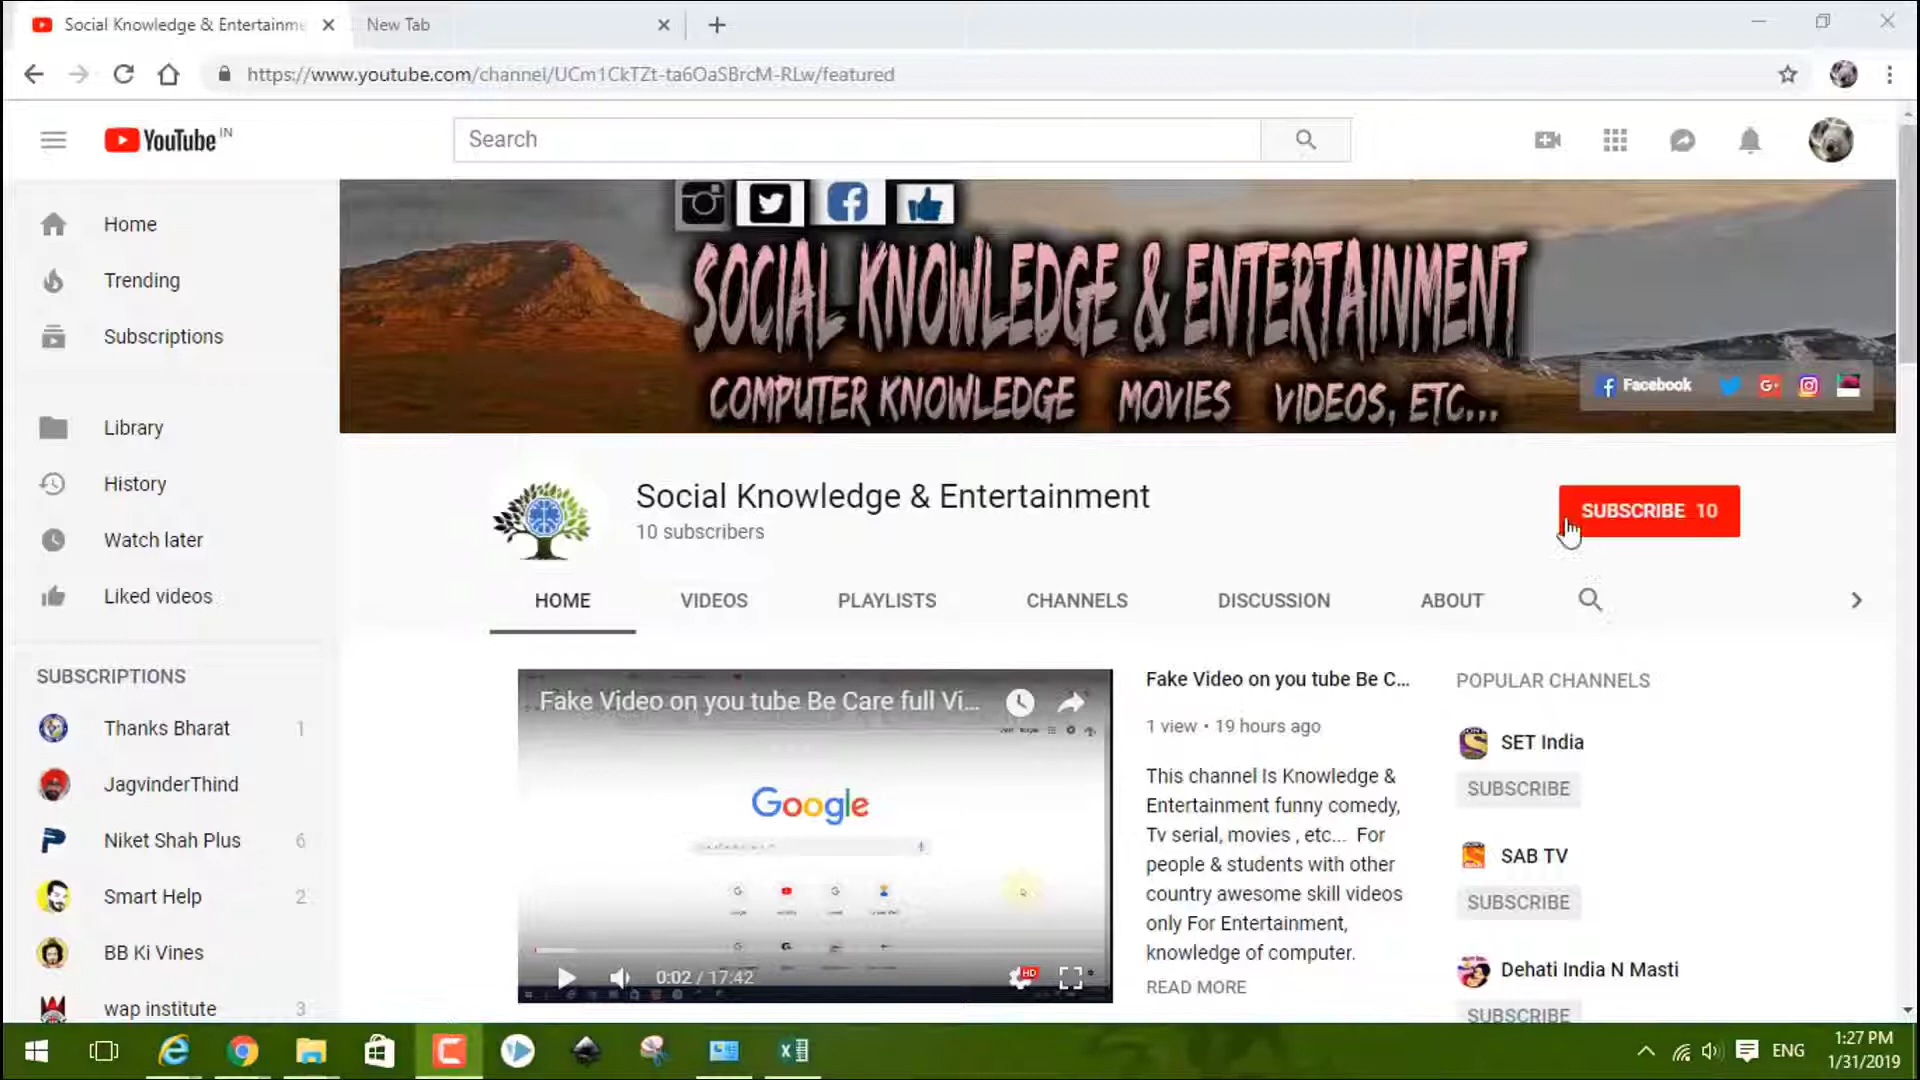 Social Knowledge & Entertainme
New Tab
https://www.youtube.com/channel/UCm1CkTZt-ta6OaSBrcM-RLw/featured
YouTube IN
Search
Home
Trending
Subscriptions
Library
History
Watch later
Liked videos
SUBSCRIPTIONS
Thanks Bharat 1
JagvinderThind
Niket Shah Plus 6
Smart Help 2
BB Ki Vines
wap institute 3
SOCIAL KNOWLEDGE & ENTERTAINMENT
COMPUTER KNOWLEDGE MOVIES VIDEOS, ETC...
Facebook
G+
Social Knowledge & Entertainment
10 subscribers
SUBSCRIBE 10
HOME VIDEOS PLAYLISTS CHANNELS DISCUSSION ABOUT
Fake Video on you tube Be Care full Vi...
Google
0:02 / 17:42
HD
Fake Video on you tube Be C...
1 view • 19 hours ago
This channel Is Knowledge &
Entertainment funny comedy,
Tv serial, movies , etc... For
people & students with other
country awesome skill videos
only For Entertainment,
knowledge of computer.
READ MORE
POPULAR CHANNELS
SET India
SUBSCRIBE
SAB TV
SUBSCRIBE
Dehati India N Masti
SUBSCRIBE
ENG
1:27 PM
1/31/2019